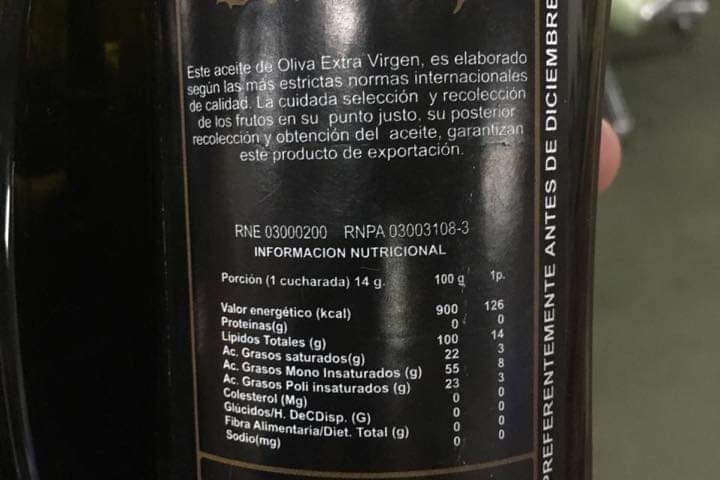 Este aceite de Oliva Extra Virgen, es elaborado
según las más estrictas normas internacionales
de calidad. La cuidada selección y recolección
de los frutos en su punto justo, su posterior
recolección y obtención del aceite, garantizan
este producto de exportación.
RNE 03000200 RNPA 03003108-3
INFORMACION NUTRICIONAL
Porción (1 cucharada) 14 g. 100 g 1p.
Valor energético (kcal) 900 126
Proteinas(g) 0 0
Lipidos Totales (g) 100 14
Ac. Grasos saturados(g) 22 3
Ac. Grasos Mono Insaturados (g) 55 8
Ac. Grasos Poli insaturados (g) 23 3
Colesterol (Mg) 0 0
Glúcidos/H. DeCDisp. (G) 0 0
Fibra Alimentaria/Diet. Total (g) 0 0
Sodio(mg) 0 0
PREFERENTEMENTE ANTES DE DICIEMBRE